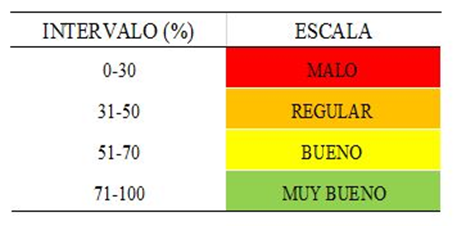 INTERVALO (%) ESCALA
0-30 MALO
31-50 REGULAR
51-70 BUENO
71-100 MUY BUENO